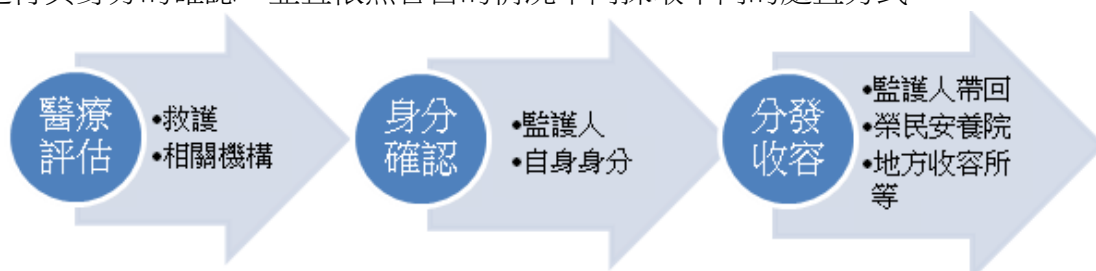 醫療
評估
•救護
•相關機構
身分
確認
•監護人
•自身身分
分發
收容
•監護人帶回
•榮民安養院
•地方收容所
等